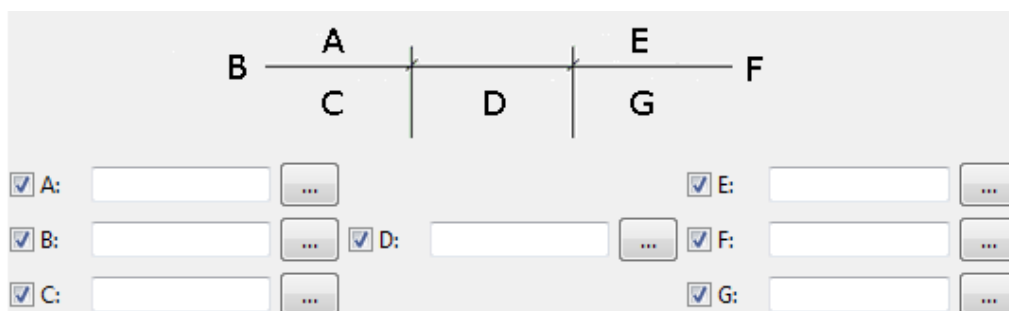 A E
B F
C D G
A: ... E: ...
B: ... D: ... F: ...
C: ... G: ...